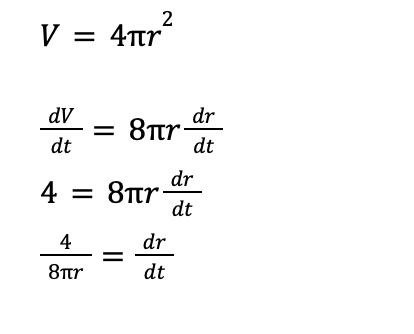 V = 4πr²
dV/dt = 8πr dr/dt
4 = 8πr dr/dt
4/8πr = dr/dt